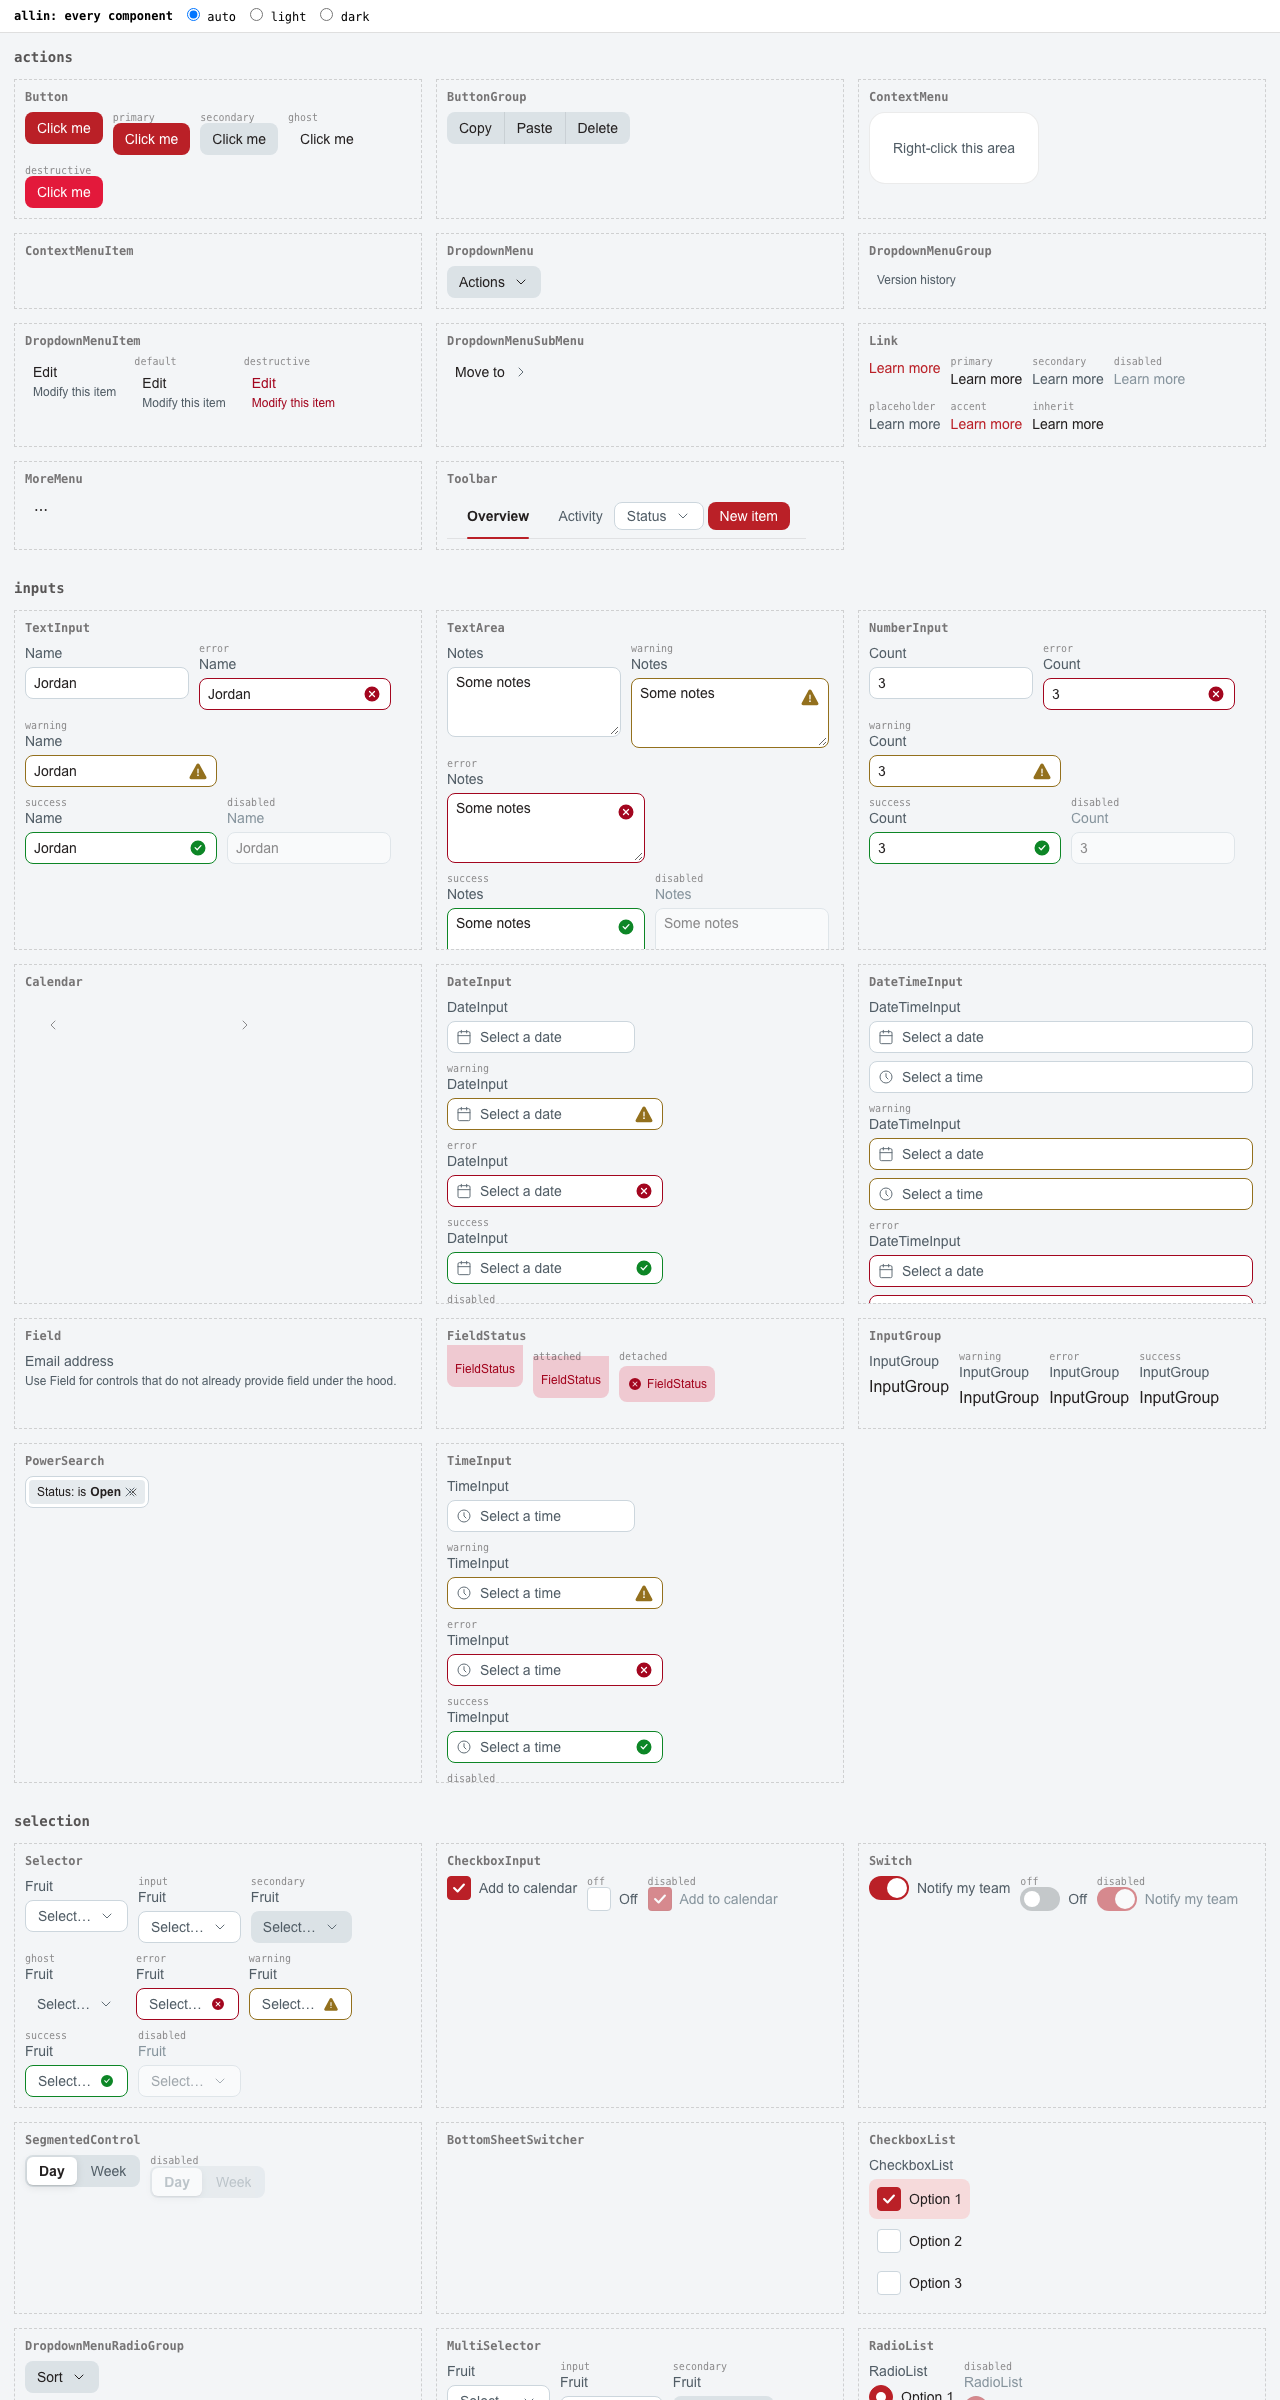 allin: every component auto light dark
actions
Button
Click me
primary
Click me
secondary
Click me
ghost
Click me
destructive
Click me
ButtonGroup
Copy Paste Delete
ContextMenu
Right-click this area
ContextMenuItem
DropdownMenu
Actions
DropdownMenuGroup
Version history
DropdownMenuItem
Edit
Modify this item
default
Edit
Modify this item
destructive
Edit
Modify this item
DropdownMenuSubMenu
Move to
Link
Learn more
primary
Learn more
secondary
Learn more
disabled
Learn more
placeholder
Learn more
accent
Learn more
inherit
Learn more
MoreMenu
...
Toolbar
Overview Activity Status New item
inputs
TextInput
Name
Jordan
error
Name
Jordan
warning
Name
Jordan
success
Name
Jordan
disabled
Name
Jordan
TextArea
Notes
Some notes
warning
Notes
Some notes
error
Notes
Some notes
success
Notes
Some notes
disabled
Notes
Some notes
NumberInput
Count
3
error
Count
3
warning
Count
3
success
Count
3
disabled
Count
3
Calendar
DateInput
DateInput
Select a date
warning
DateInput
Select a date
error
DateInput
Select a date
success
DateInput
Select a date
disabled
DateTimeInput
DateTimeInput
Select a date
Select a time
warning
DateTimeInput
Select a date
Select a time
error
DateTimeInput
Select a date
Field
Email address
Use Field for controls that do not already provide field under the hood.
FieldStatus
FieldStatus
attached
FieldStatus
detached
FieldStatus
InputGroup
InputGroup
InputGroup
warning
InputGroup
InputGroup
error
InputGroup
InputGroup
success
InputGroup
InputGroup
PowerSearch
Status: is Open
TimeInput
TimeInput
Select a time
warning
TimeInput
Select a time
error
TimeInput
Select a time
success
TimeInput
Select a time
disabled
selection
Selector
Fruit
Select...
input
Fruit
Select...
secondary
Fruit
Select...
ghost
Fruit
Select...
error
Fruit
Select...
warning
Fruit
Select...
success
Fruit
Select...
disabled
Fruit
Select...
CheckboxInput
Add to calendar
off
Off
disabled
Add to calendar
Switch
Notify my team
off
Off
disabled
Notify my team
SegmentedControl
Day Week
disabled
Day Week
BottomSheetSwitcher
CheckboxList
CheckboxList
Option 1
Option 2
Option 3
DropdownMenuRadioGroup
Sort
MultiSelector
Fruit
Select...
input
Fruit
secondary
Fruit
RadioList
RadioList
Option 1
disabled
RadioList